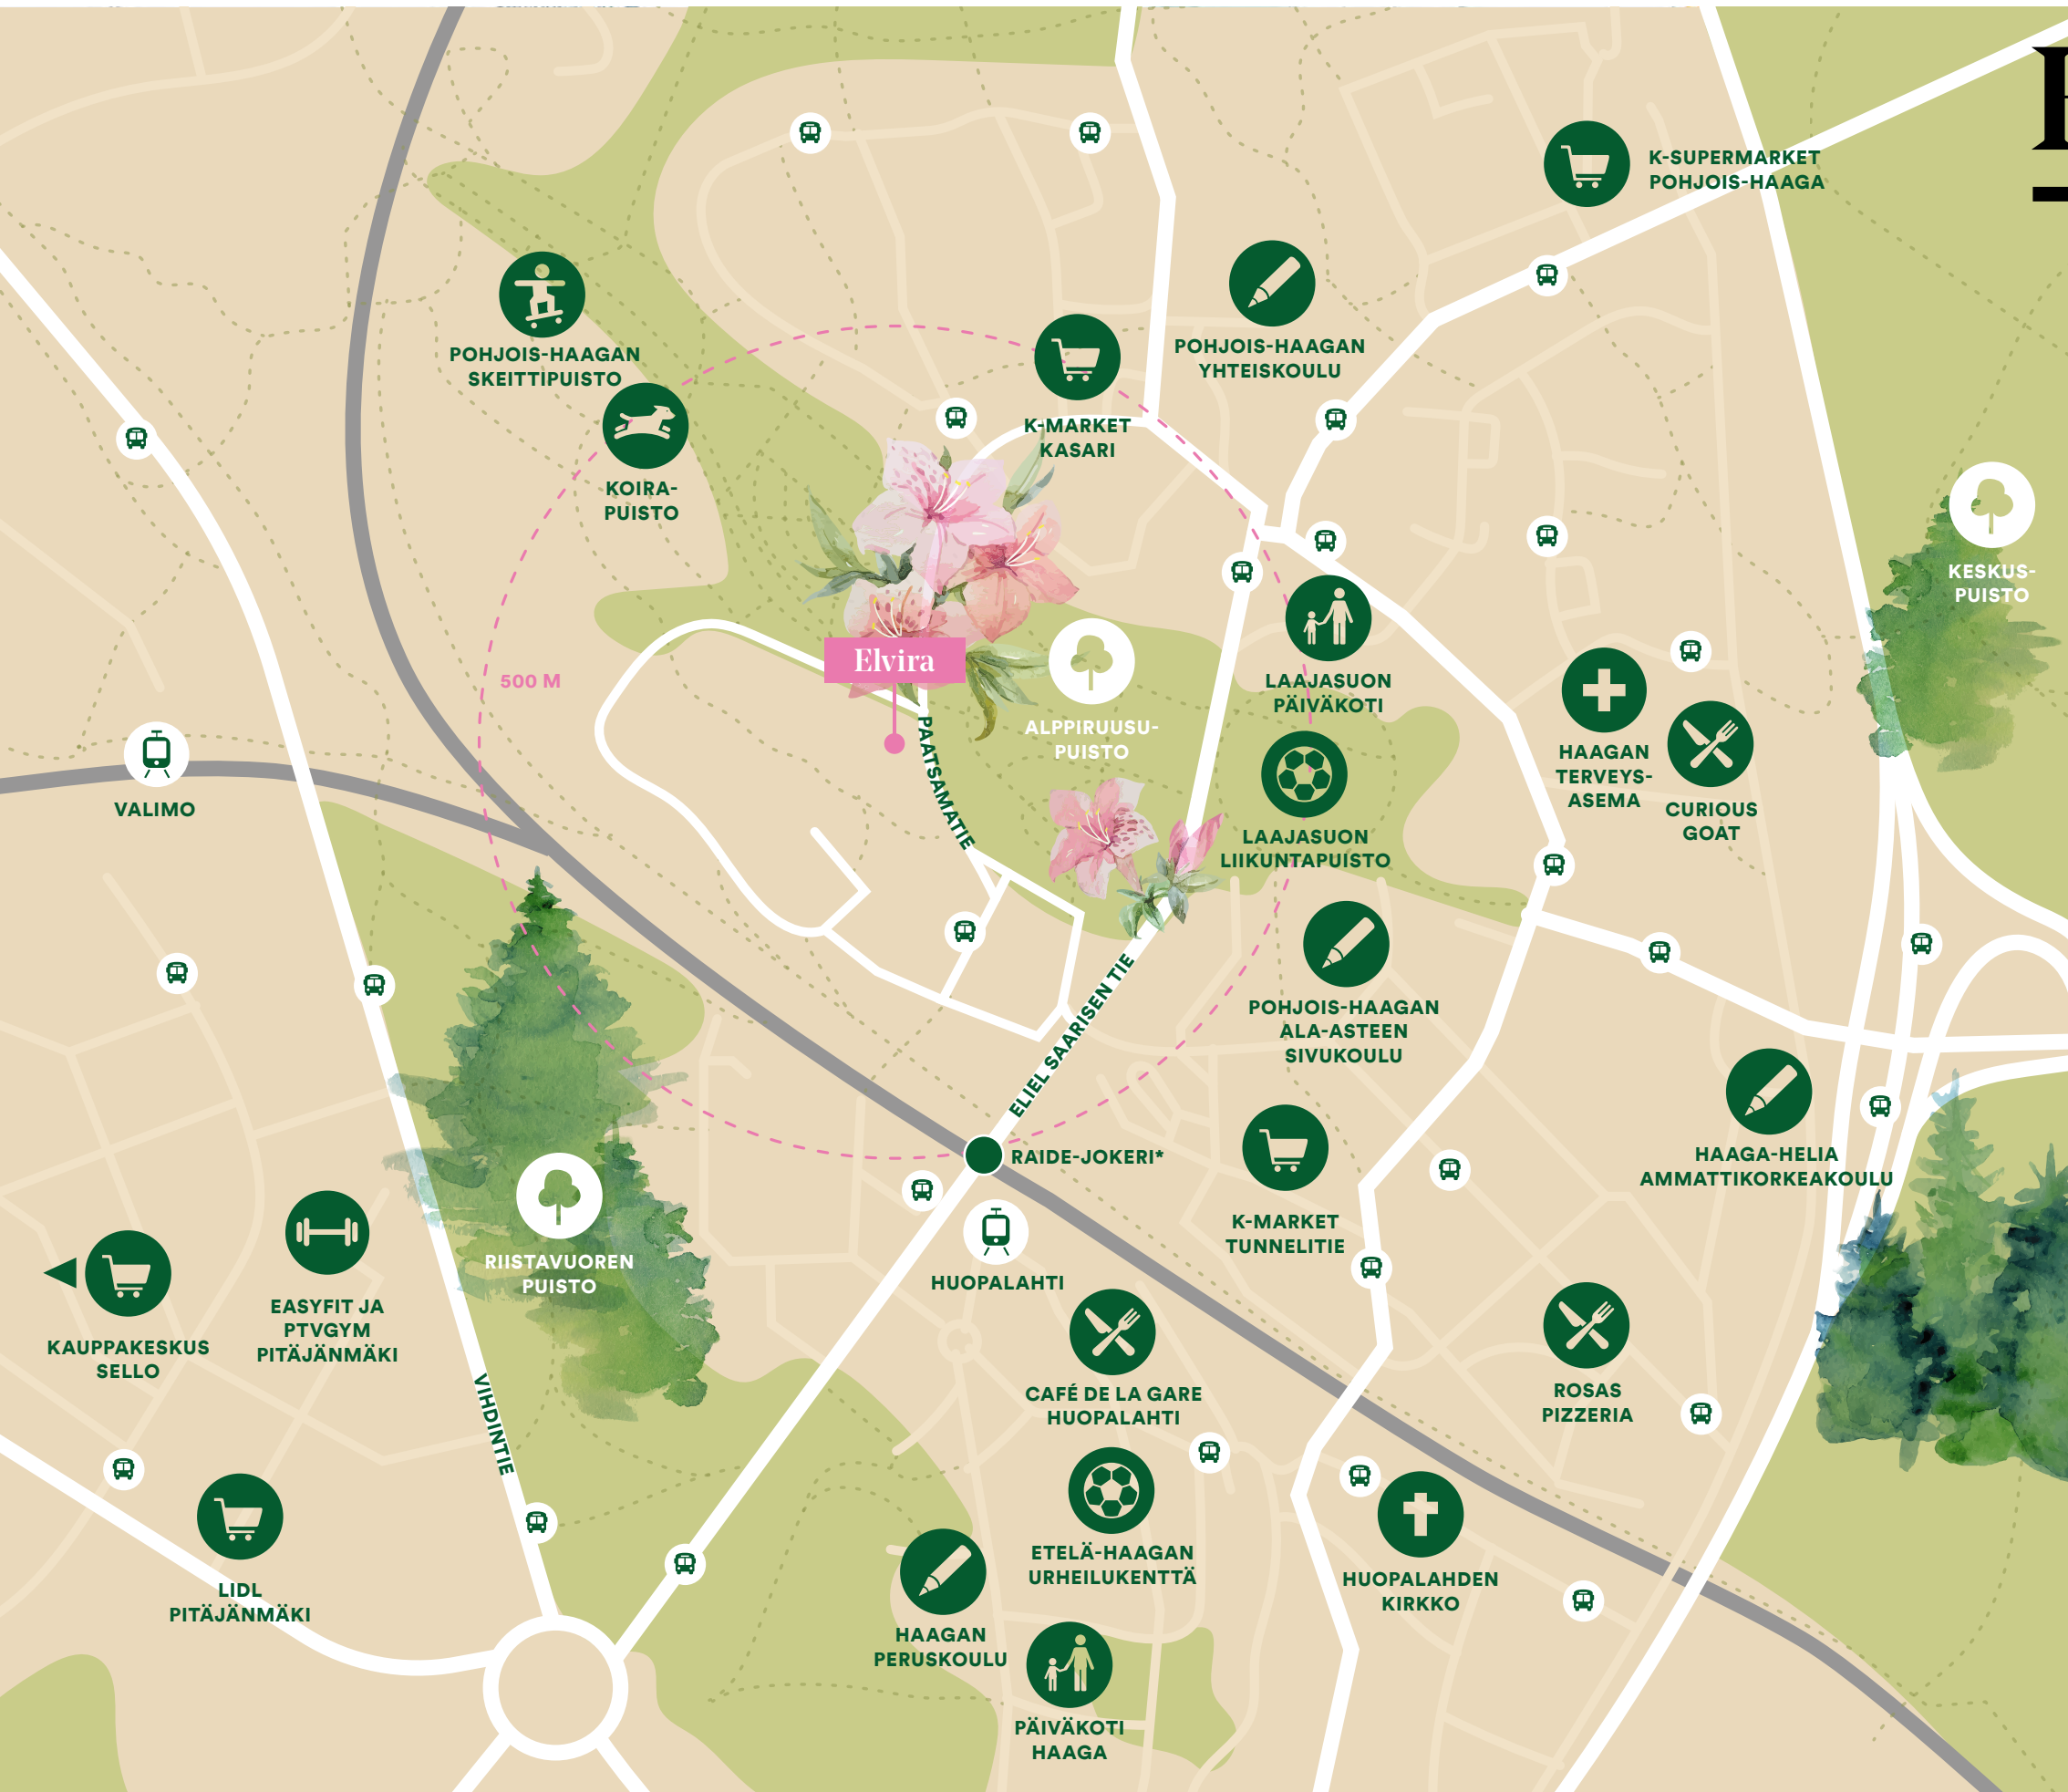 K-SUPERMARKET
POHJOIS-HAAGA
POHJOIS-HAAGAN
SKEITTIPUISTO
POHJOIS-HAAGAN
YHTEISKOULU
K-MARKET
KASARI
KOIRA-
PUISTO
KESKUS-
PUISTO
Elvira
500 M
LAAJASUON
PÄIVÄKOTI
ALPPIRUUSU-
PUISTO
PAATSAMATIE
HAAGAN
TERVEYS-
ASEMA
CURIOUS
GOAT
VALIMO
LAAJASUON
LIIKUNTAPUISTO
POHJOIS-HAAGAN
ALA-ASTEEN
SIVUKOULU
ELIEL SAARISEN TIE
RAIDE-JOKERI*
HAAGA-HELIA
AMMATTIKORKEAKOULU
K-MARKET
TUNNELITIE
RIISTAVUOREN
PUISTO
HUOPALAHTI
KAUPPAKESKUS
SELLO
EASYFIT JA
PTVGYM
PITÄJÄNMÄKI
VIHDINTIE
CAFÉ DE LA GARE
HUOPALAHTI
ROSAS
PIZZERIA
ETELÄ-HAAGAN
URHEILUKENTTÄ
HUOPALAHDEN
KIRKKO
LIDL
PITÄJÄNMÄKI
HAAGAN
PERUSKOULU
PÄIVÄKOTI
HAAGA